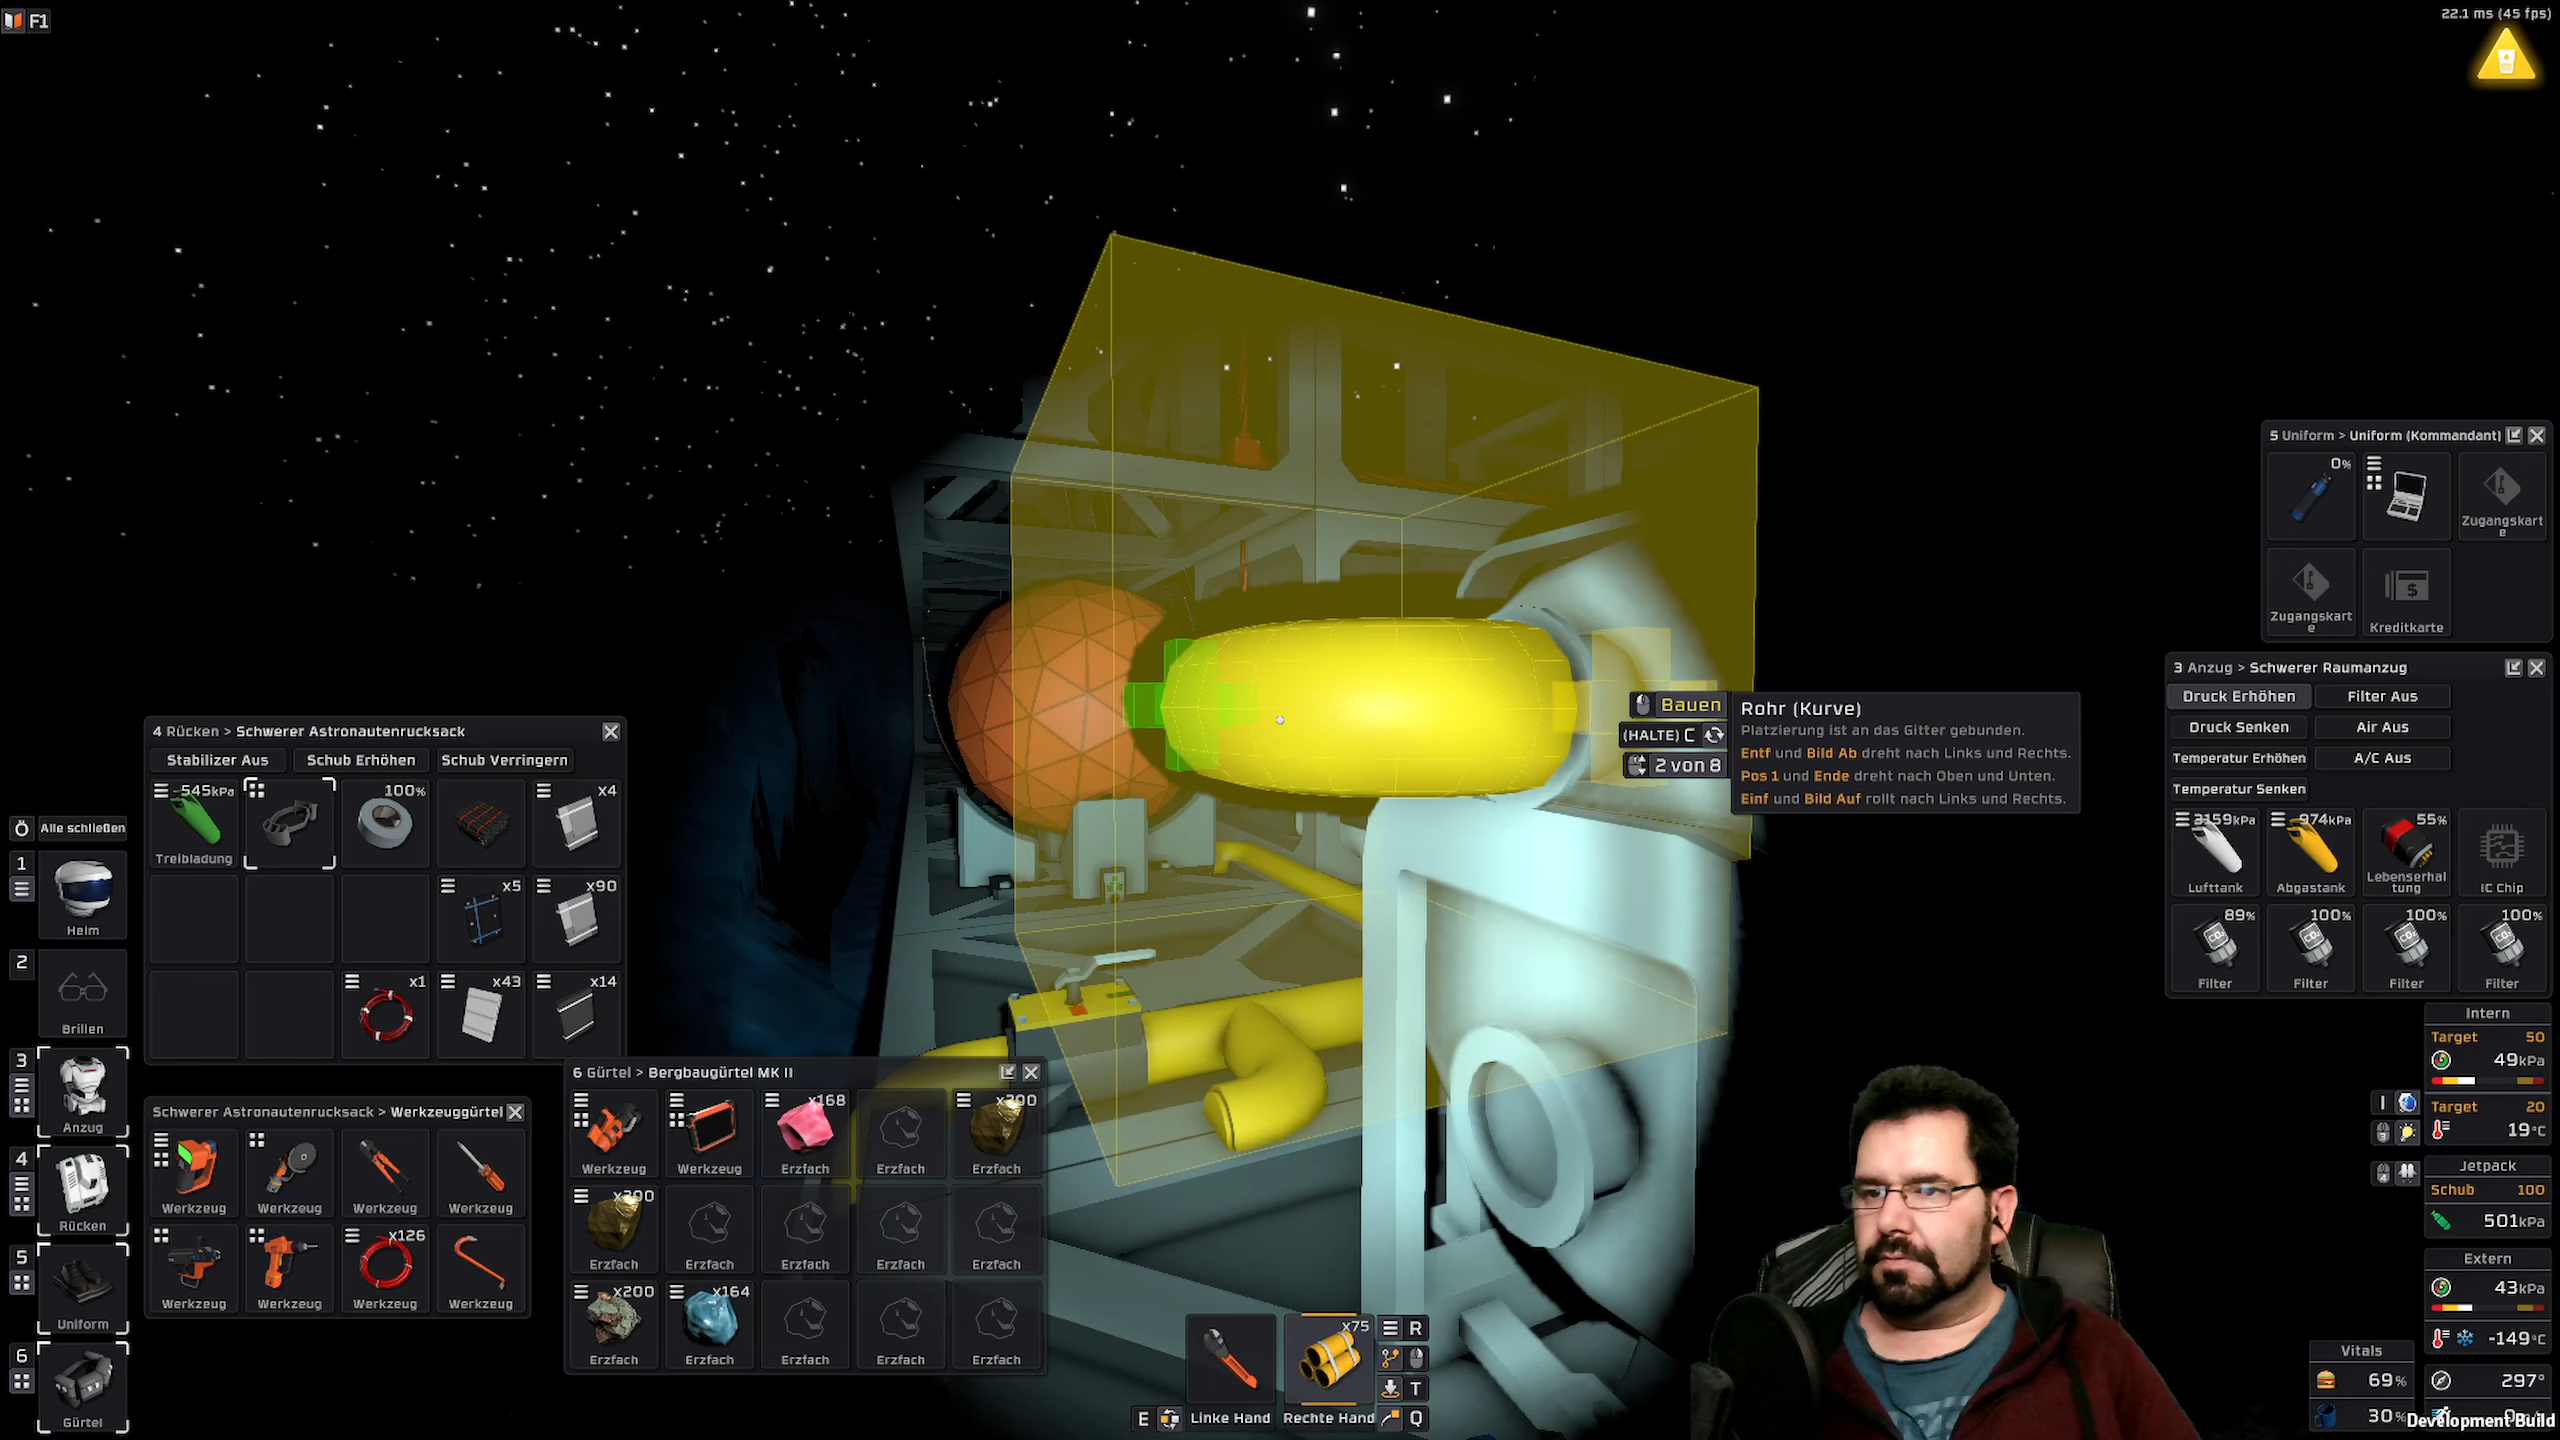 F1
22.1 ms (45 fps)
5 Uniform > Uniform (Kommandant)
0%
Zugangskart
e
Zugangskart
e
Kreditkarte
3 Anzug > Schwerer Raumanzug
Druck Erhöhen
Filter Aus
Druck Senken
Air Aus
Temperatur Erhöhen
A/C Aus
Temperatur Senken
3159kPa
974kPa
55%
Lufttank
Abgastank
Lebenserhal
tung
IC Chip
89%
100%
100%
100%
Filter
Filter
Filter
Filter
Bauen
(HALTE) C
2 von 8
Rohr (Kurve)
Platzierung ist an das Gitter gebunden.
Entf und Bild Ab dreht nach Links und Rechts.
Pos 1 und Ende dreht nach Oben und Unten.
Einf und Bild Auf rollt nach Links und Rechts.
4 Rücken > Schwerer Astronautenrucksack
Stabilizer Aus
Schub Erhöhen
Schub Verringern
545kPa
100%
x4
Treibladung
x5
x90
x1
x43
x14
Ö
Alle schließen
1
Helm
2
Brillen
3
Anzug
4
Rücken
5
Uniform
6
Gürtel
Schwerer Astronautenrucksack > Werkzeuggürtel
Werkzeug
Werkzeug
Werkzeug
Werkzeug
x126
Werkzeug
Werkzeug
Werkzeug
Werkzeug
6 Gürtel > Bergbaugürtel MK II
x168
x200
Werkzeug
Werkzeug
Erzfach
Erzfach
Erzfach
x200
Erzfach
Erzfach
Erzfach
Erzfach
Erzfach
x200
x164
Erzfach
Erzfach
Erzfach
Erzfach
Erzfach
x75
R
T
E
Linke Hand
Rechte Hand
Q
Intern
Target 50
49kPa
Target 20
19°C
Jetpack
Schub 100
501kPa
Extern
43kPa
-149°C
297°
Vitals
69%
30%
Development Build